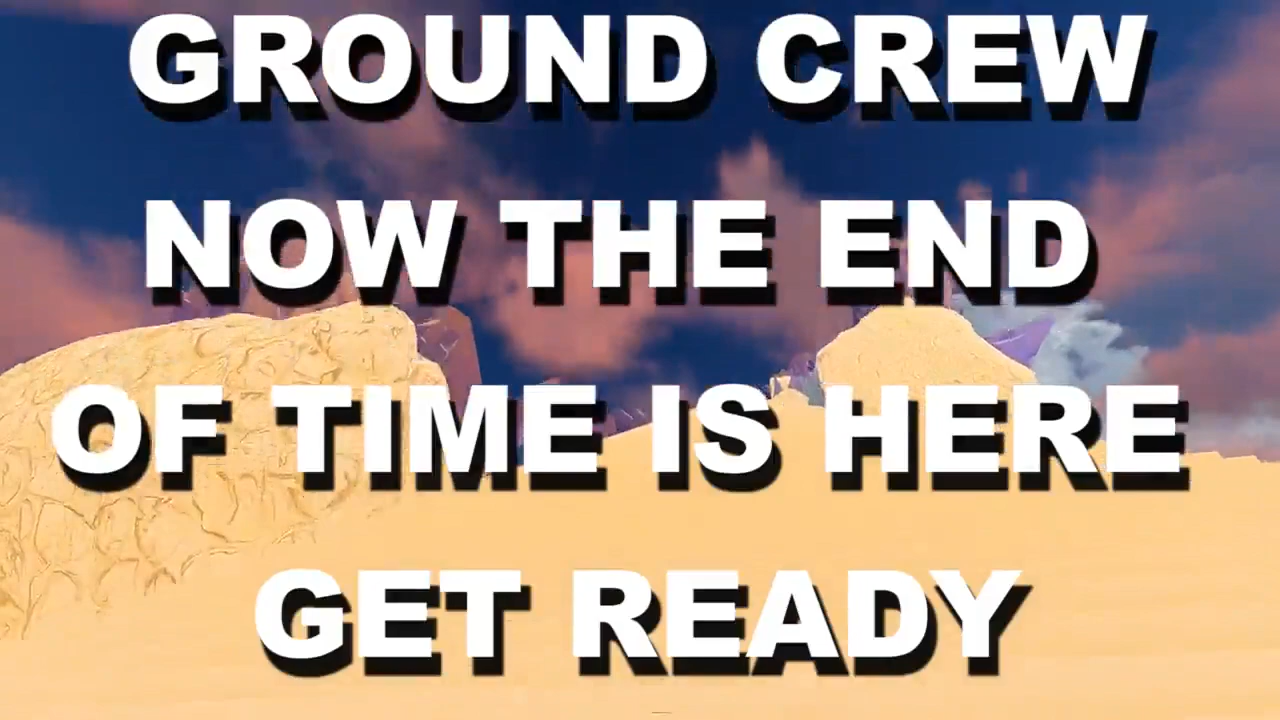 GROUND CREW
NOW THE END
OF TIME IS HERE
GET READY